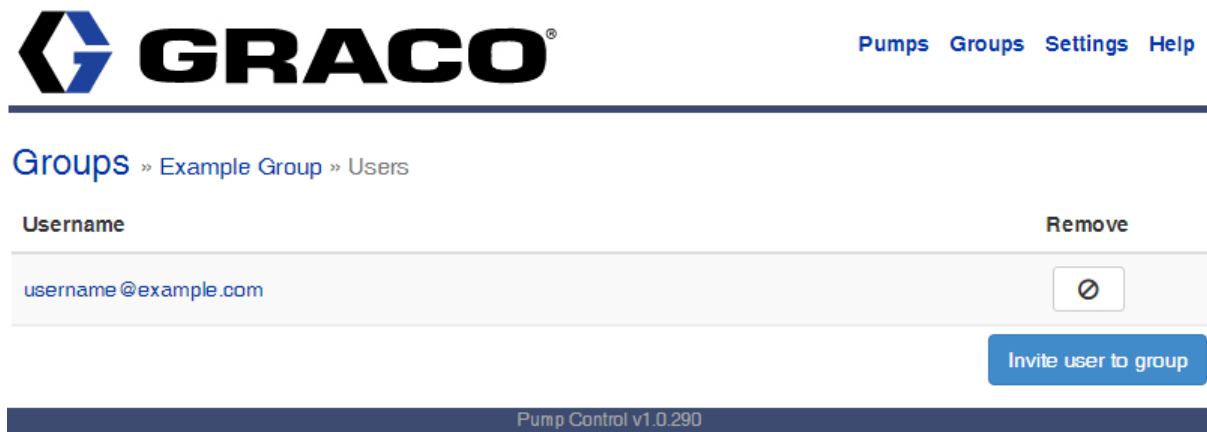 GRACO®
Pumps Groups Settings Help
Groups » Example Group » Users
Username Remove
username@example.com
Invite user to group
Pump Control v1.0.290